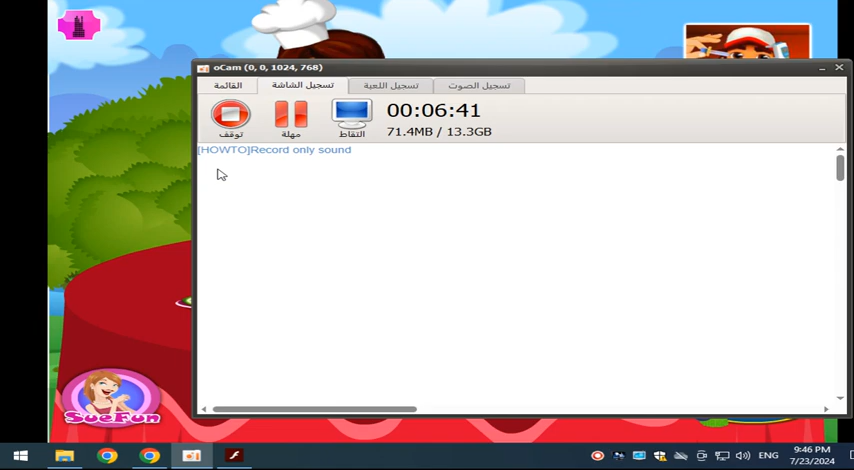 oCam (0, 0, 1024, 768)
القائمة
تسجيل الشاشة
تسجيل اللعبة
تسجيل الصوت
توقف
مهلة
التقاط
00:06:41
71.4MB / 13.3GB
[HOWTO]Record only sound
SueFun
ENG
9:46 PM
7/23/2024